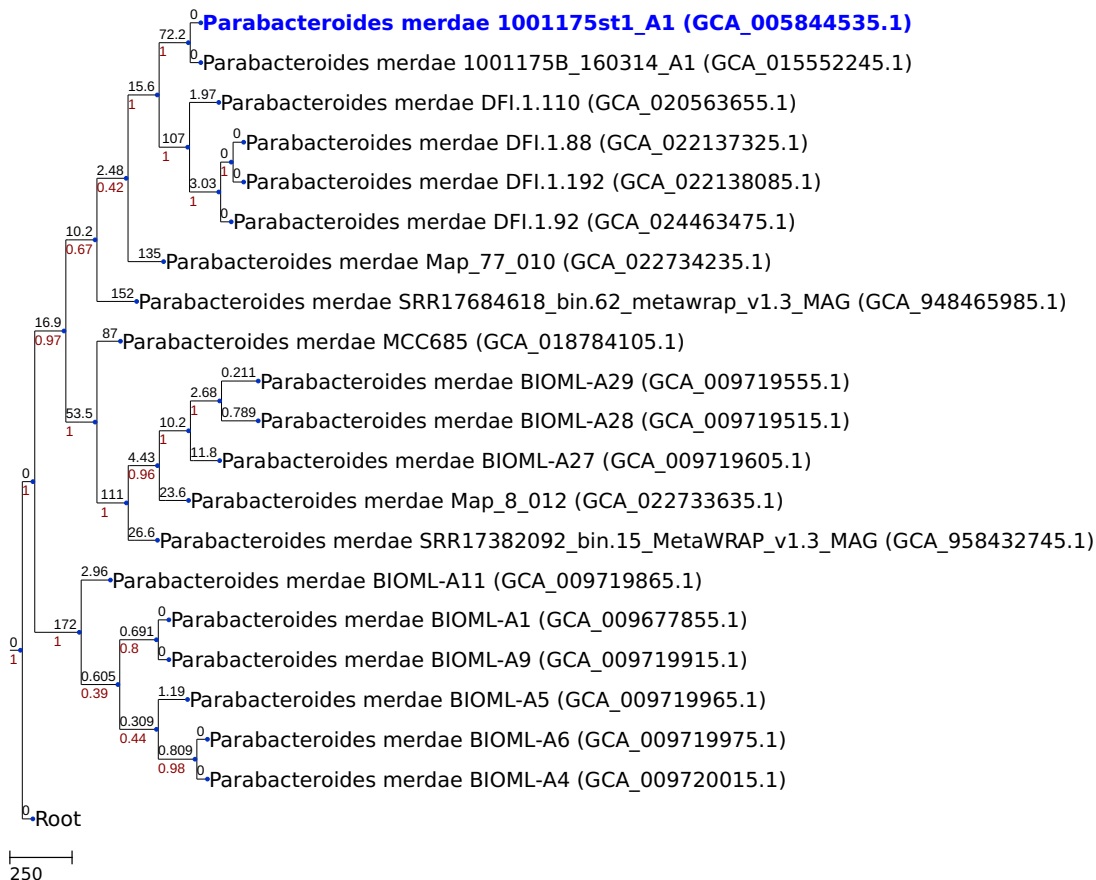 0
Parabacteroides merdae 1001175st1_A1 (GCA_005844535.1)
72.2
1
0
Parabacteroides merdae 1001175B_160314_A1 (GCA_015552245.1)
15.6
1
1.97
Parabacteroides merdae DFI.1.110 (GCA_020563655.1)
107
1
0
Parabacteroides merdae DFI.1.88 (GCA_022137325.1)
0
1
2.48
0.42
0
Parabacteroides merdae DFI.1.192 (GCA_022138085.1)
3.03
1
0
Parabacteroides merdae DFI.1.92 (GCA_024463475.1)
10.2
0.67
135
Parabacteroides merdae Map_77_010 (GCA_022734235.1)
152
Parabacteroides merdae SRR17684618_bin.62_metawrap_v1.3_MAG (GCA_948465985.1)
16.9
0.97
87
Parabacteroides merdae MCC685 (GCA_018784105.1)
0.211
Parabacteroides merdae BIOML-A29 (GCA_009719555.1)
2.68
1
53.5
1
0.789
Parabacteroides merdae BIOML-A28 (GCA_009719515.1)
10.2
1
11.8
Parabacteroides merdae BIOML-A27 (GCA_009719605.1)
4.43
0.96
0
1
23.6
Parabacteroides merdae Map_8_012 (GCA_022733635.1)
111
1
26.6
Parabacteroides merdae SRR17382092_bin.15_MetaWRAP_v1.3_MAG (GCA_958432745.1)
2.96
Parabacteroides merdae BIOML-A11 (GCA_009719865.1)
172
1
0
Parabacteroides merdae BIOML-A1 (GCA_009677855.1)
0.691
0.8
0
1
0
Parabacteroides merdae BIOML-A9 (GCA_009719915.1)
0.605
0.39
1.19
Parabacteroides merdae BIOML-A5 (GCA_009719965.1)
0.309
0.44
0
Parabacteroides merdae BIOML-A6 (GCA_009719975.1)
0.809
0.98
0
Parabacteroides merdae BIOML-A4 (GCA_009720015.1)
0
Root
250